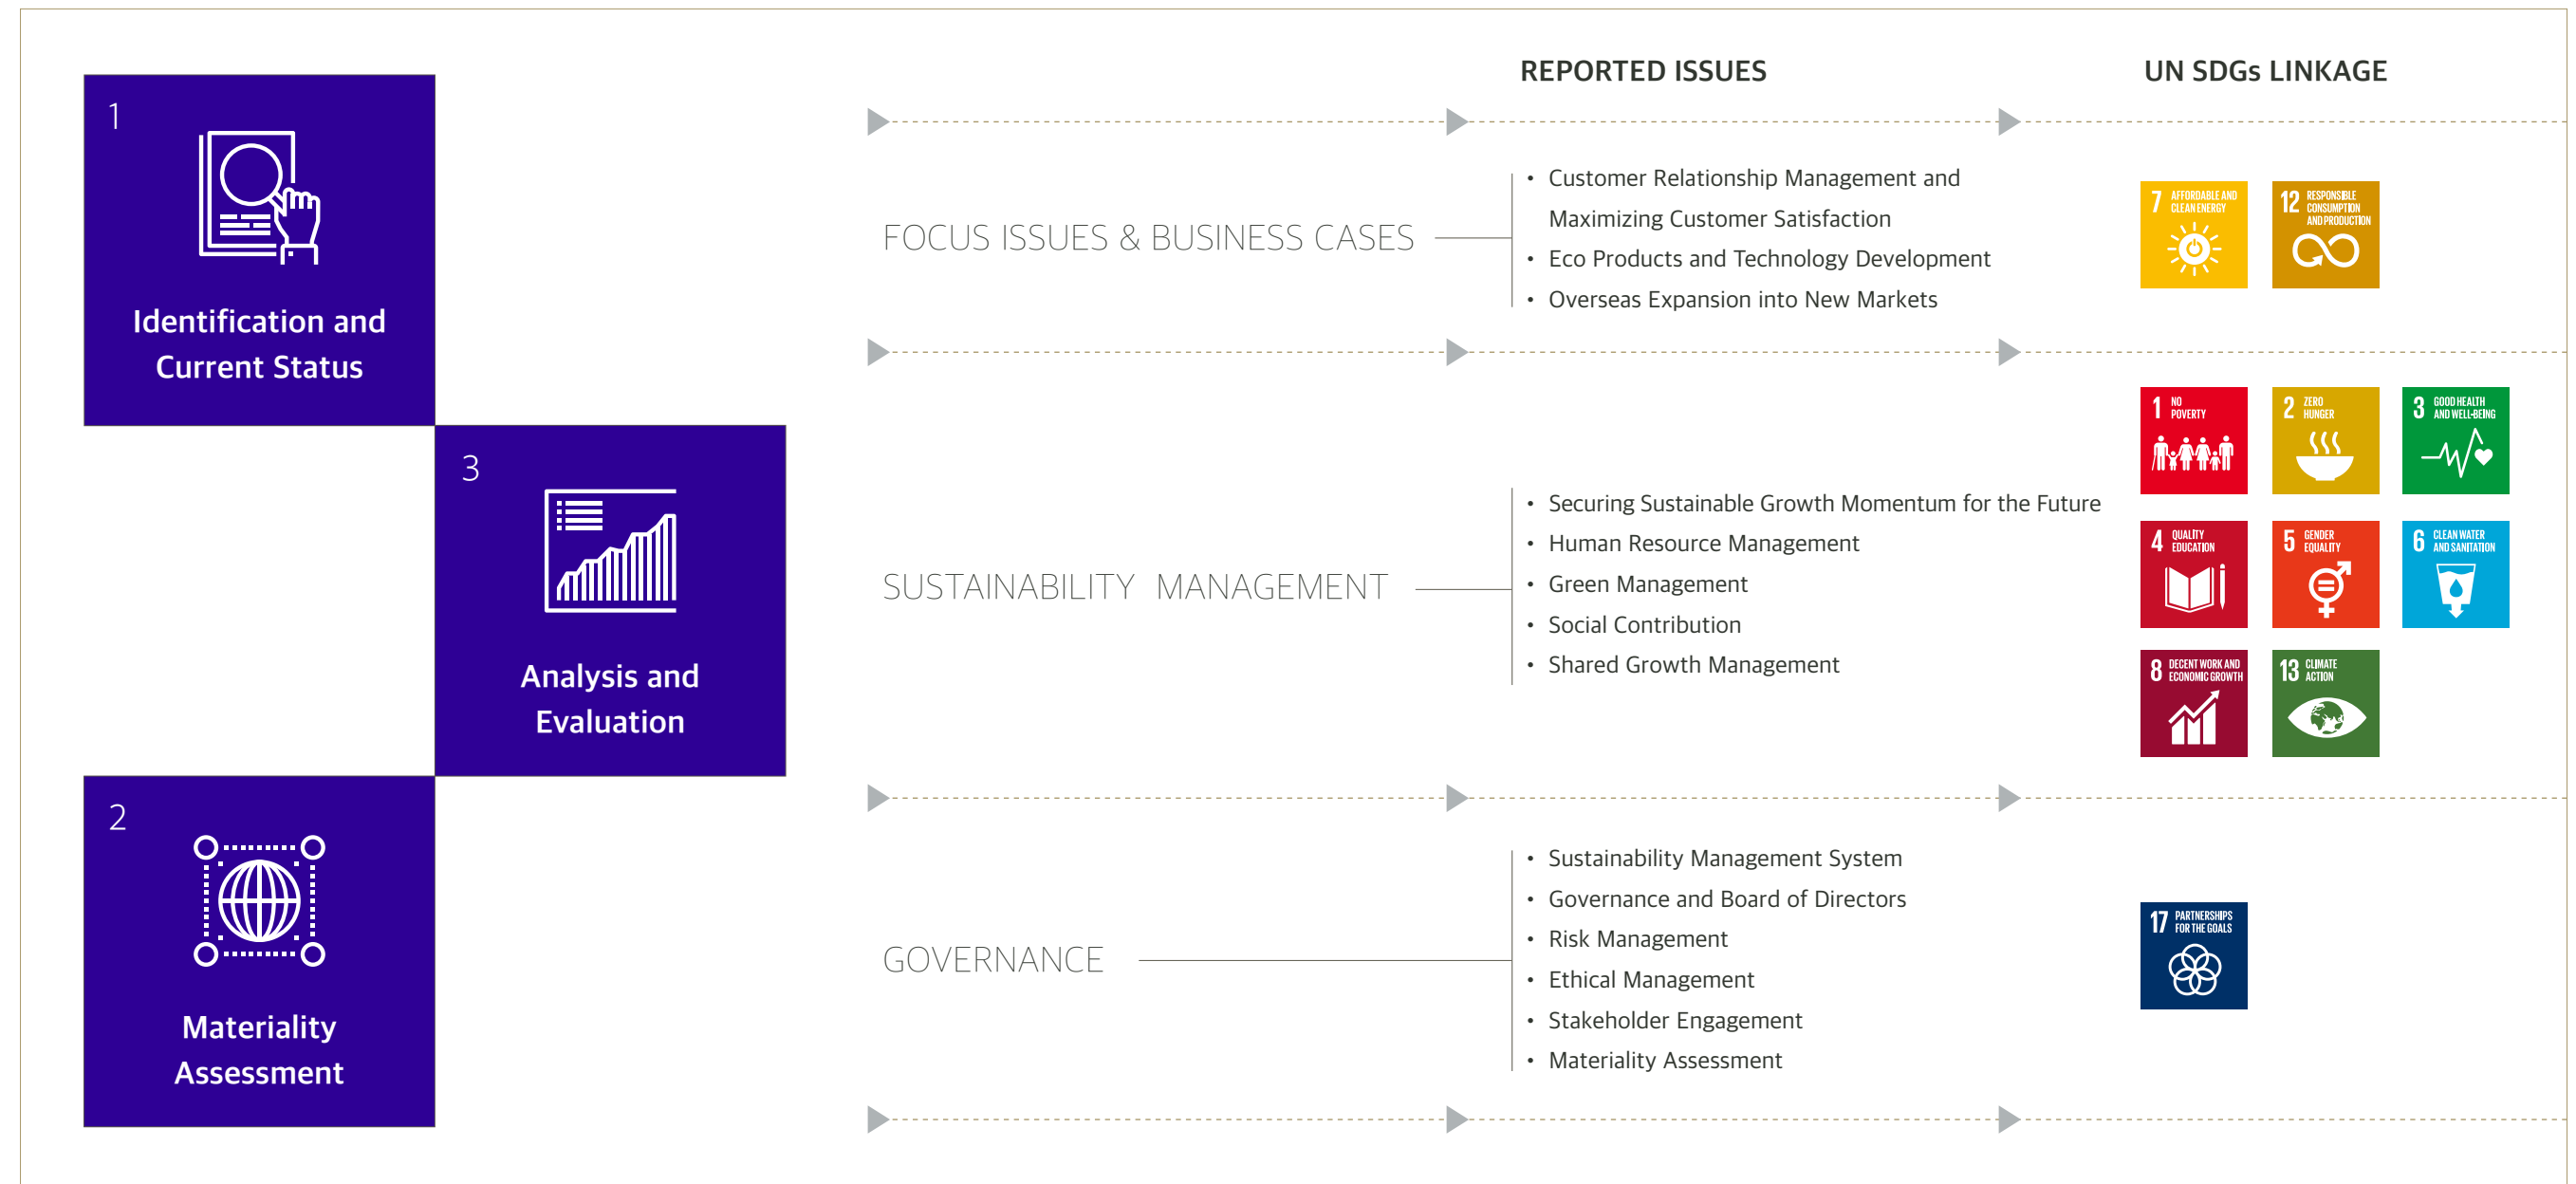 1
Identification and
Current Status
3
Analysis and
Evaluation
2
Materiality
Assessment
REPORTED ISSUES
UN SDGs LINKAGE
FOCUS ISSUES & BUSINESS CASES
• Customer Relationship Management and
Maximizing Customer Satisfaction
• Eco Products and Technology Development
• Overseas Expansion into New Markets
7 AFFORDABLE AND
CLEAN ENERGY
12 RESPONSIBLE
CONSUMPTION
AND PRODUCTION
SUSTAINABILITY MANAGEMENT
• Securing Sustainable Growth Momentum for the Future
• Human Resource Management
• Green Management
• Social Contribution
• Shared Growth Management
1 NO
POVERTY
2 ZERO
HUNGER
3 GOOD HEALTH
AND WELL-BEING
4 QUALITY
EDUCATION
5 GENDER
EQUALITY
6 CLEAN WATER
AND SANITATION
8 DECENT WORK AND
ECONOMIC GROWTH
13 CLIMATE
ACTION
GOVERNANCE
• Sustainability Management System
• Governance and Board of Directors
• Risk Management
• Ethical Management
• Stakeholder Engagement
• Materiality Assessment
17 PARTNERSHIPS
FOR THE GOALS